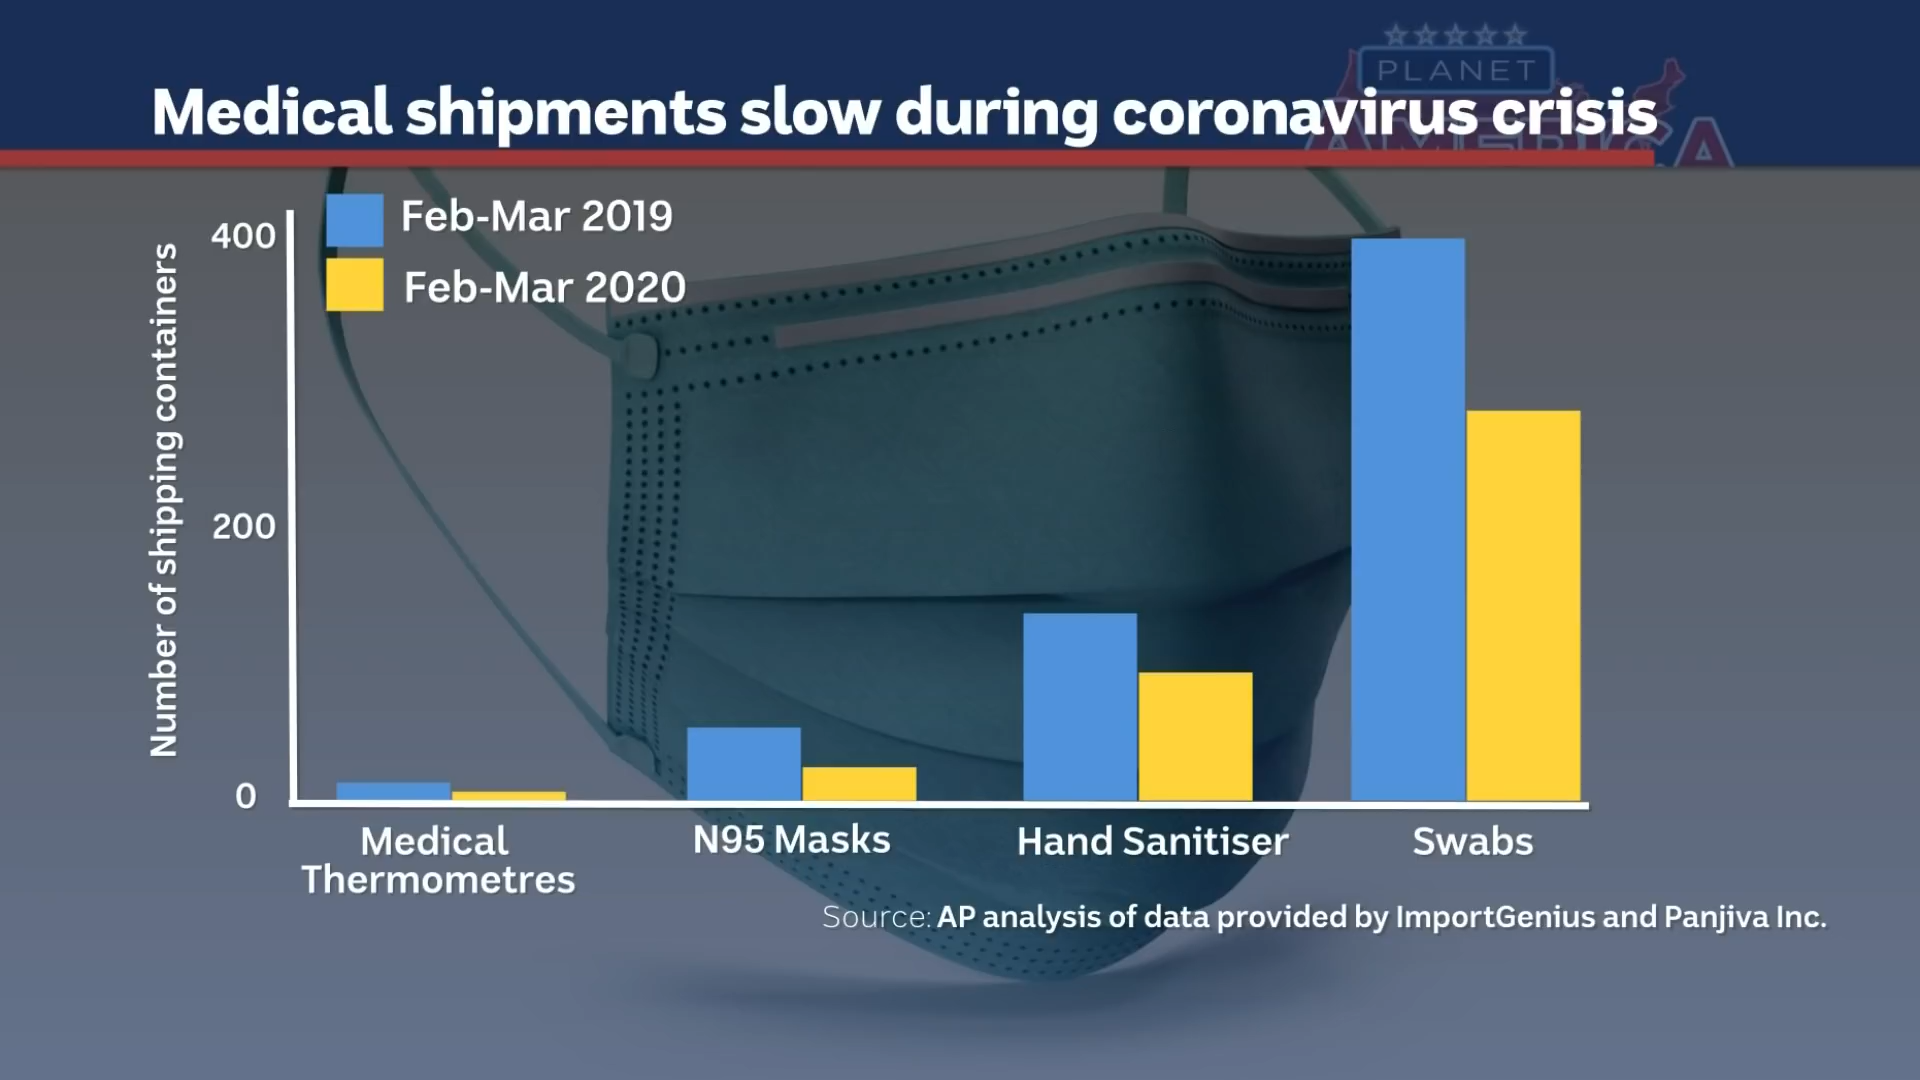 PLANET
AMERICA
Medical shipments slow during coronavirus crisis
Feb-Mar 2019
Feb-Mar 2020
Number of shipping containers
400
200
0
Medical
Thermometres
N95 Masks
Hand Sanitiser
Swabs
Source: AP analysis of data provided by ImportGenius and Panjiva Inc.